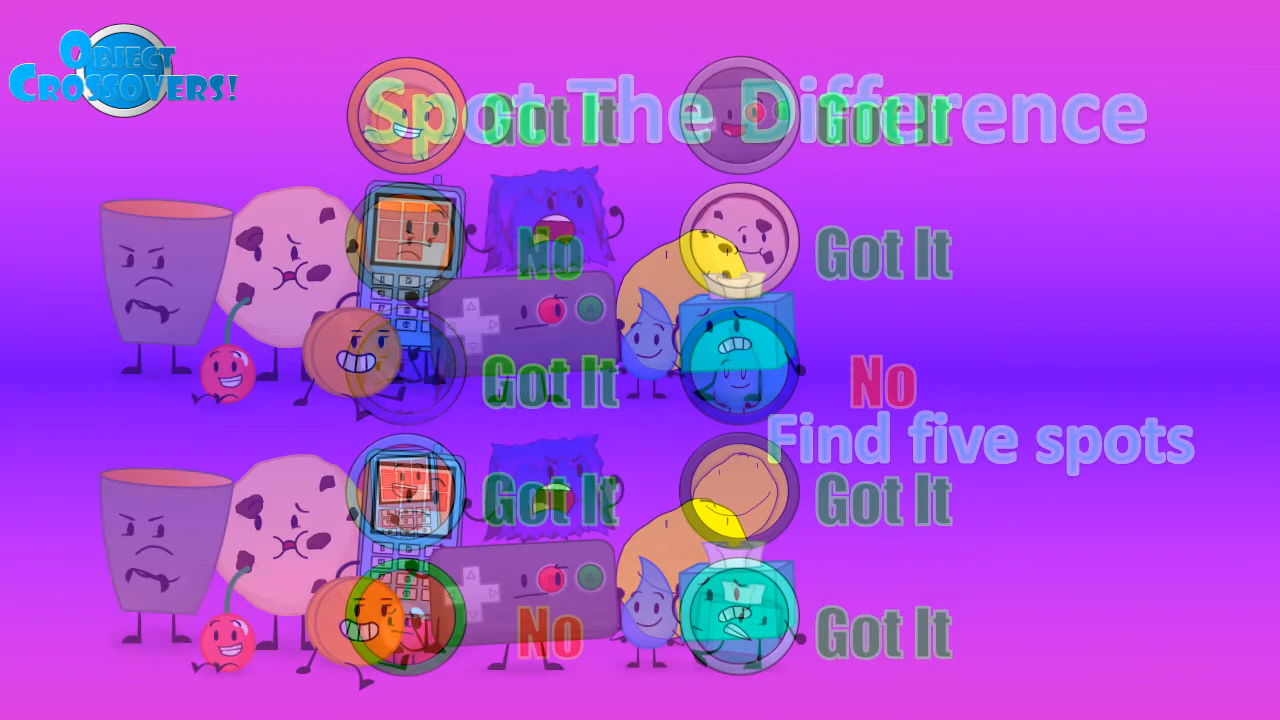 Object
Crossovers!
Spot The Difference
Got It
Got It
No
Got It
Got It
No
Find five spots
Got It
Got It
No
Got It